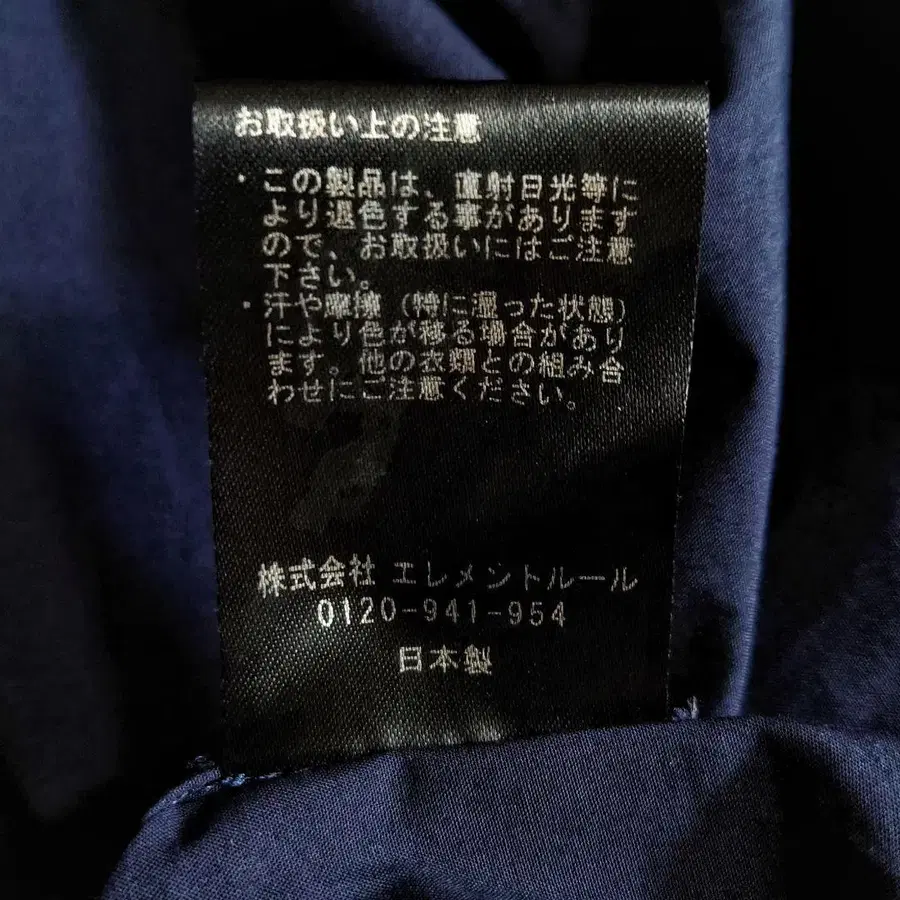 お取扱い上の注意
・この製品は、直射日光等に
より退色する事があります
ので、お取扱いにはご注意
下さい。
・汗や摩擦(特に湿った状態)
により色が移る場合があり
ます。他の衣類との組み合
わせにご注意ください。
株式会社 エレメントルール
0120-941-954
日本製